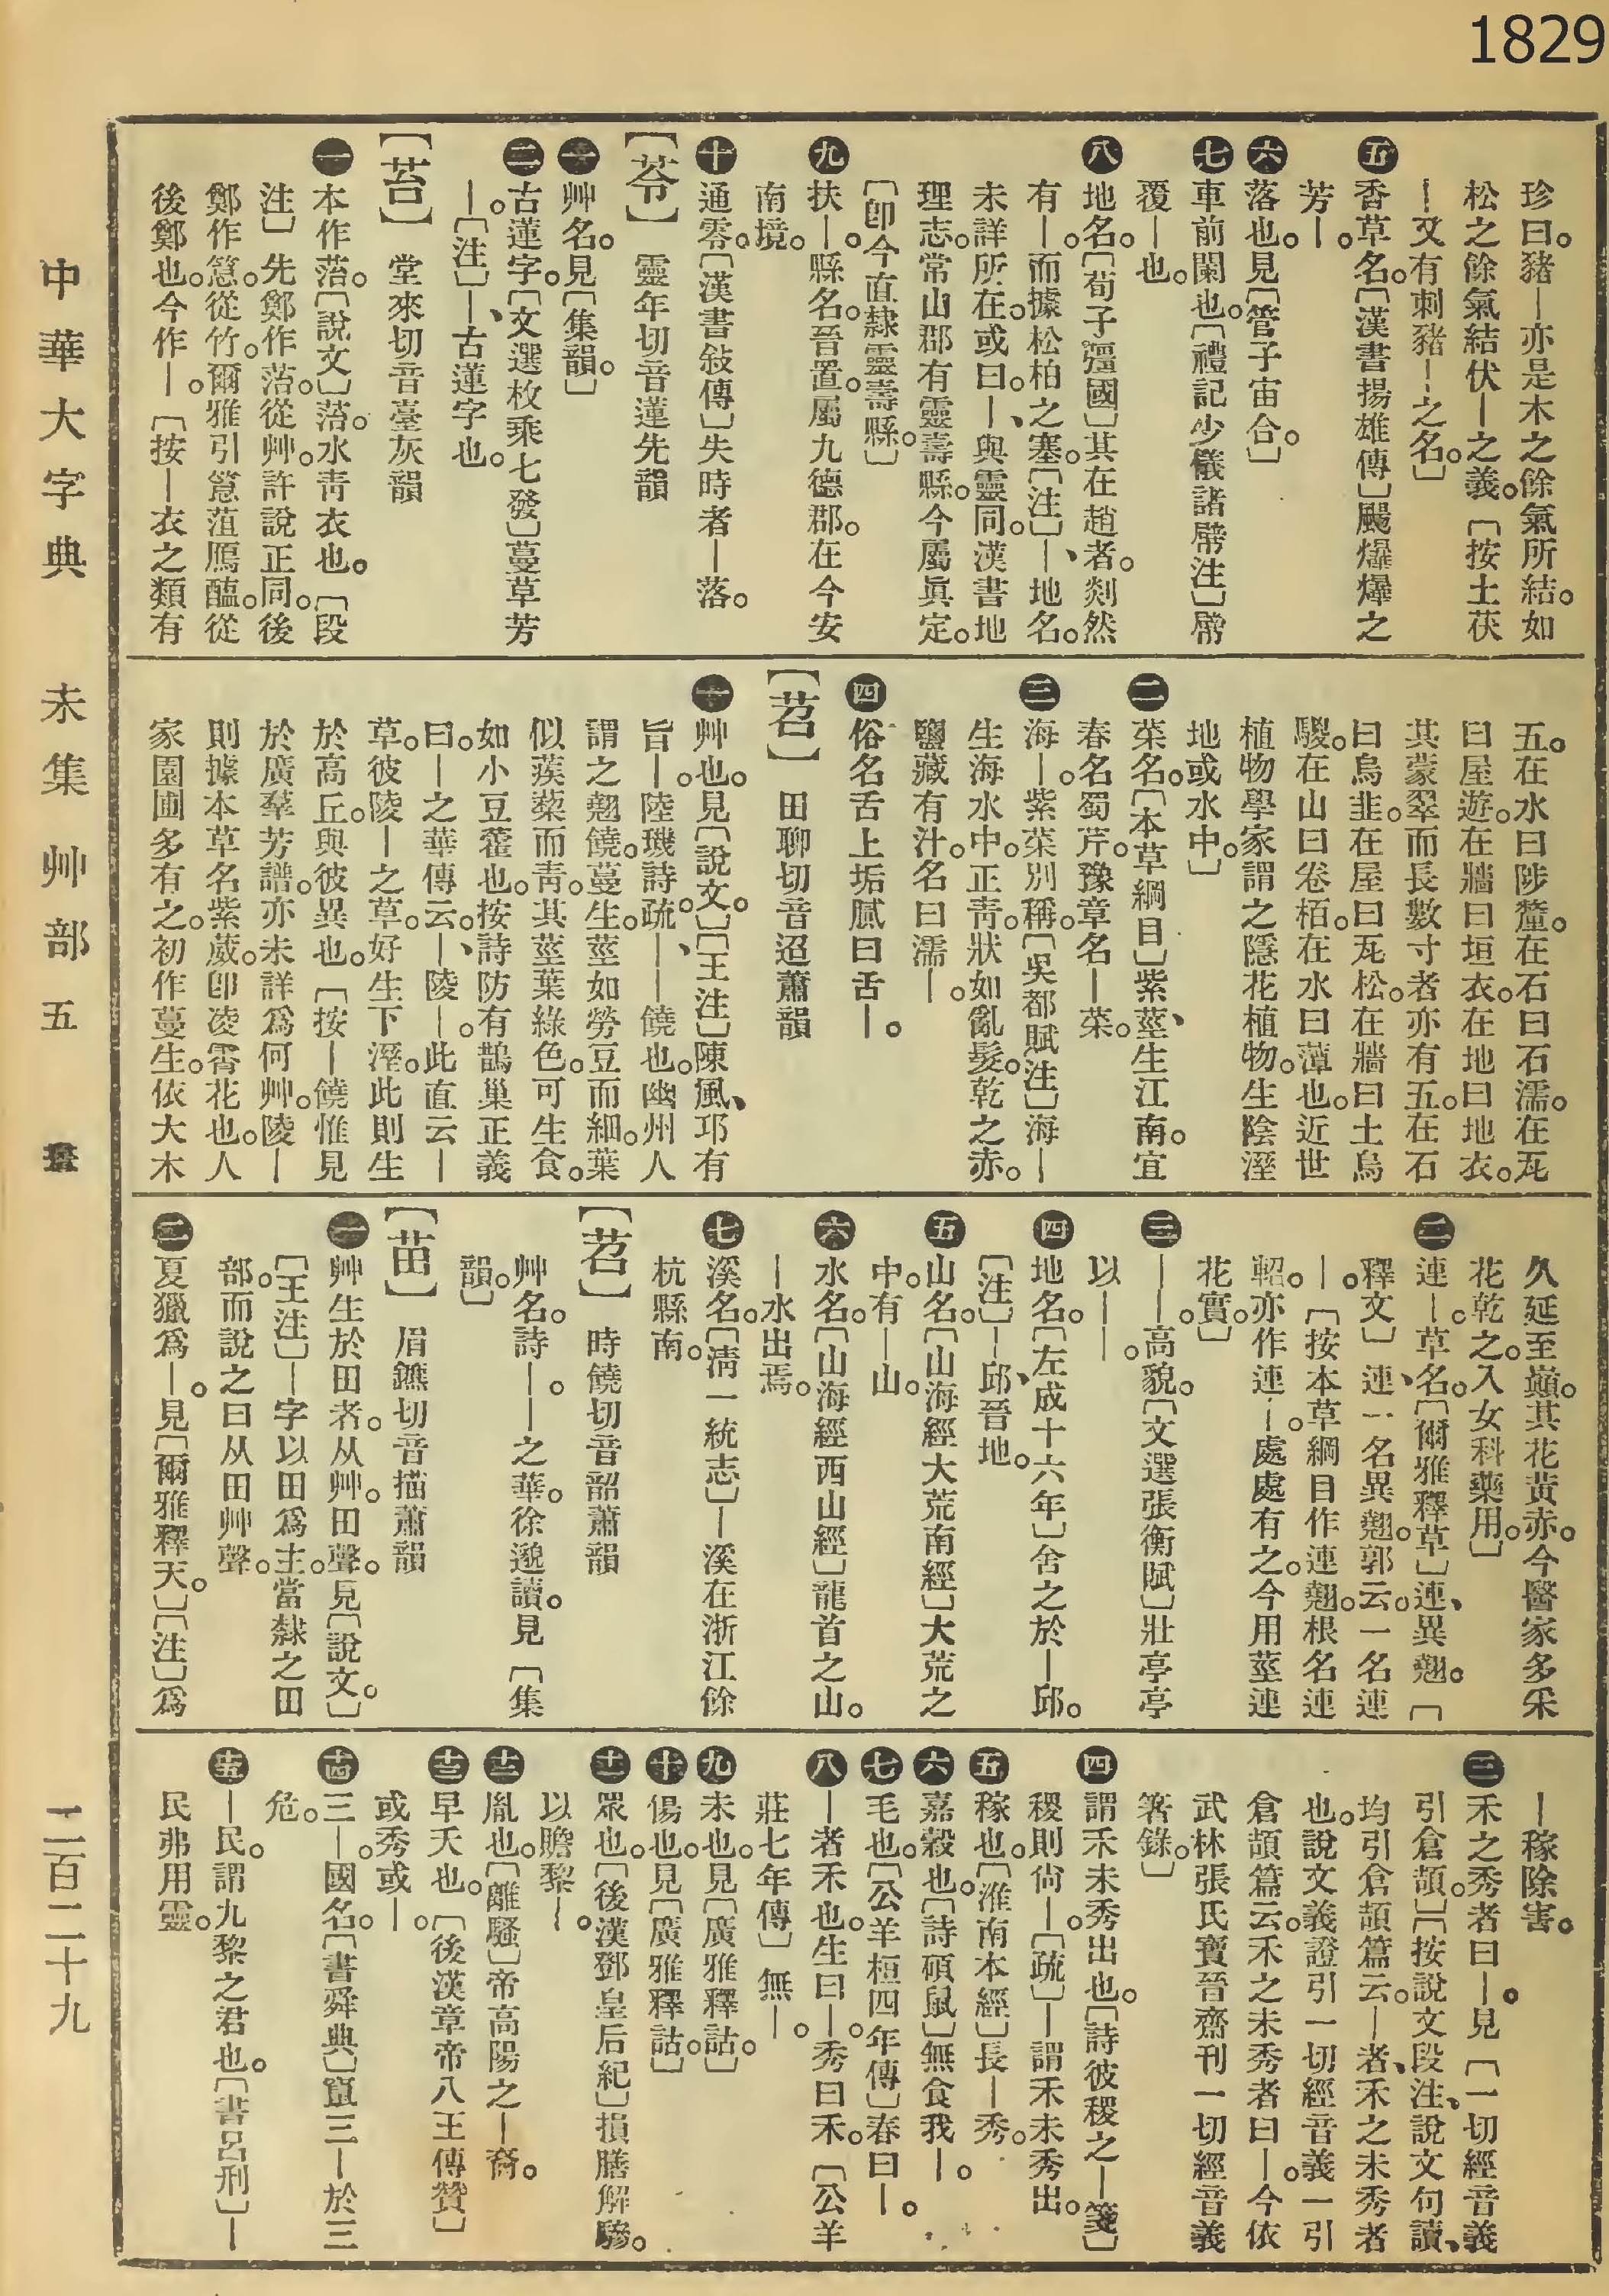 1829
珍曰。豬—亦是木之餘氣所結。如
松之餘氣結伏—之義。〔按土茯
—又有刺豬—之名。〕
五 香草名。〔漢書揚雄傳〕颺爆爆之
芳—。
六 落也。見〔管子宙合。〕
七 車前闌也。〔禮記少儀諸臂注〕臂
覆—也。
八 地名。〔荀子彊國〕其在趙者。剡然
有—。而據松柏之塞。〔注〕—、地名。
未詳所在。或曰。—、與靈同。漢書地
理志。常山郡有靈壽縣。今屬眞定。
〔卽今直隸靈壽縣。〕
九 扶—。縣名。晉置。屬九德郡。在今安
南境。
十 通零。〔漢書敍傳〕失時者—落。
〔苓〕 靈年切音蓮先韻
一 艸名。見〔集韻。〕
二 古蓮字。〔文選枚乘七發〕蔓草芳
—。〔注〕—、古蓮字也。
〔苔〕 堂來切音臺灰韻
一 本作菭。〔說文〕菭。水青衣也。〔段
注〕先鄭作菭。從艸。許說正同。後
鄭作箈。從竹。爾雅引箈菹鴈醢。從
後鄭也。今作—。〔按—衣之類有
五。在水曰陟釐。在石曰石濡。在瓦
曰屋遊。在牆曰垣衣。在地曰地衣。
其蒙翠而長數寸者亦有五。在石
曰烏韭。在屋曰瓦松。在牆曰土烏
騣。在山曰卷栢。在水曰薄也。近世
植物學家謂之隱花植物。生陰溼
地或水中。〕
二 菜名。〔本草綱目〕紫莖、生江南。宜
春名蜀芹。豫章名—菜。
三 海—。紫菜別稱。〔吳都賦注〕海—
生海水中。正青。狀如亂髮。乾之赤。
鹽藏有汁。名曰濡—。
四 俗名舌上垢膩曰舌—。
〔苕〕 田聊切音迢蕭韻
一 艸也。見〔說文。〕〔王注〕陳風、邛有
旨—。陸璣詩疏。—、—饒也。幽州人
謂之翹饒。蔓生。莖如勞豆而細。葉
似蒺蔾而青。其莖葉綠色。可生食。
如小豆藿也。按詩防有鵲巢正義
曰。—之華傳云、—、陵—。此直云—
草。彼陵—之草。好生下溼。此則生
於高丘。與彼異也。〔按—饒惟見
於廣羣芳譜。亦未詳爲何艸。陵—
則據本草名紫葳。卽凌霄花也。人
家園圃多有之。初作蔓生。依大木
久延至巔。其花黃赤。今醫家多采
花乾之。入女科藥用。〕
二 連—。草名。〔爾雅釋草〕連、異翹。〔
釋文〕連、一名異翹。郭云。一名連
—。〔按本草綱目作連翹。根名連
軺。亦作連—。處處有之。今用莖連
花實。〕
三 ——。高貌。〔文選張衡賦〕壯亭亭
以——。
四 地名。〔左成十六年〕舍之於—邱。
〔注〕—邱、晉地。
五 山名。〔山海經大荒南經〕大荒之
中。有—山。
六 水名。〔山海經西山經〕龍首之山。
—水出焉。
七 溪名。〔清一統志〕—溪在浙江餘
杭縣南。
〔苕〕 時饒切音韶蕭韻
艸名。詩—。—之華。徐邈讀。見〔集
韻。〕
〔苗〕 眉鑣切音描蕭韻
一 艸生於田者。从艸。田聲。見〔說文。〕
〔王注〕—字以田爲主。當隸之田
部。而說之曰从田艸聲。
二 夏獵爲—。見〔爾雅釋天。〕〔注〕爲
—稼除害。
三 禾之秀者曰—。見〔一切經音義
引倉頡。〕〔按說文段注、說文句讀、
均引倉頡篇云。—者、禾之未秀者
也。說文義證引一切經音義一引
倉頡篇云。禾之未秀者曰—。今依
武林張氏寶晉齋刊一切經音義
箸錄。〕
四 謂禾未秀出也。〔詩彼稷之—箋〕
稷則尙—。〔疏〕—謂禾未秀出。
五 稼也。〔淮南本經〕長—秀。
六 嘉穀也。〔詩碩鼠〕無食我—。
七 毛也。〔公羊桓四年傳〕春曰—。
八 —者禾也。生曰—。秀曰禾。〔公羊
莊七年傳〕無—。
九 未也。見〔廣雅釋詁。〕
十 傷也。見〔廣雅釋詁。〕
十一 眾也。〔後漢鄧皇后紀〕損膳解驂。
以贍黎—。
十二 胤也。〔離騷〕帝高陽之—裔。
十三 早夭也。〔後漢章帝八王傳贊〕
或秀或—。
十四 三—。國名。〔書舜典〕竄三—於三
危。
十五 —民。謂九黎之君也。〔書呂刑〕—
民弗用靈。
中華大字典 未集 艸部 五 畫 二百二十九